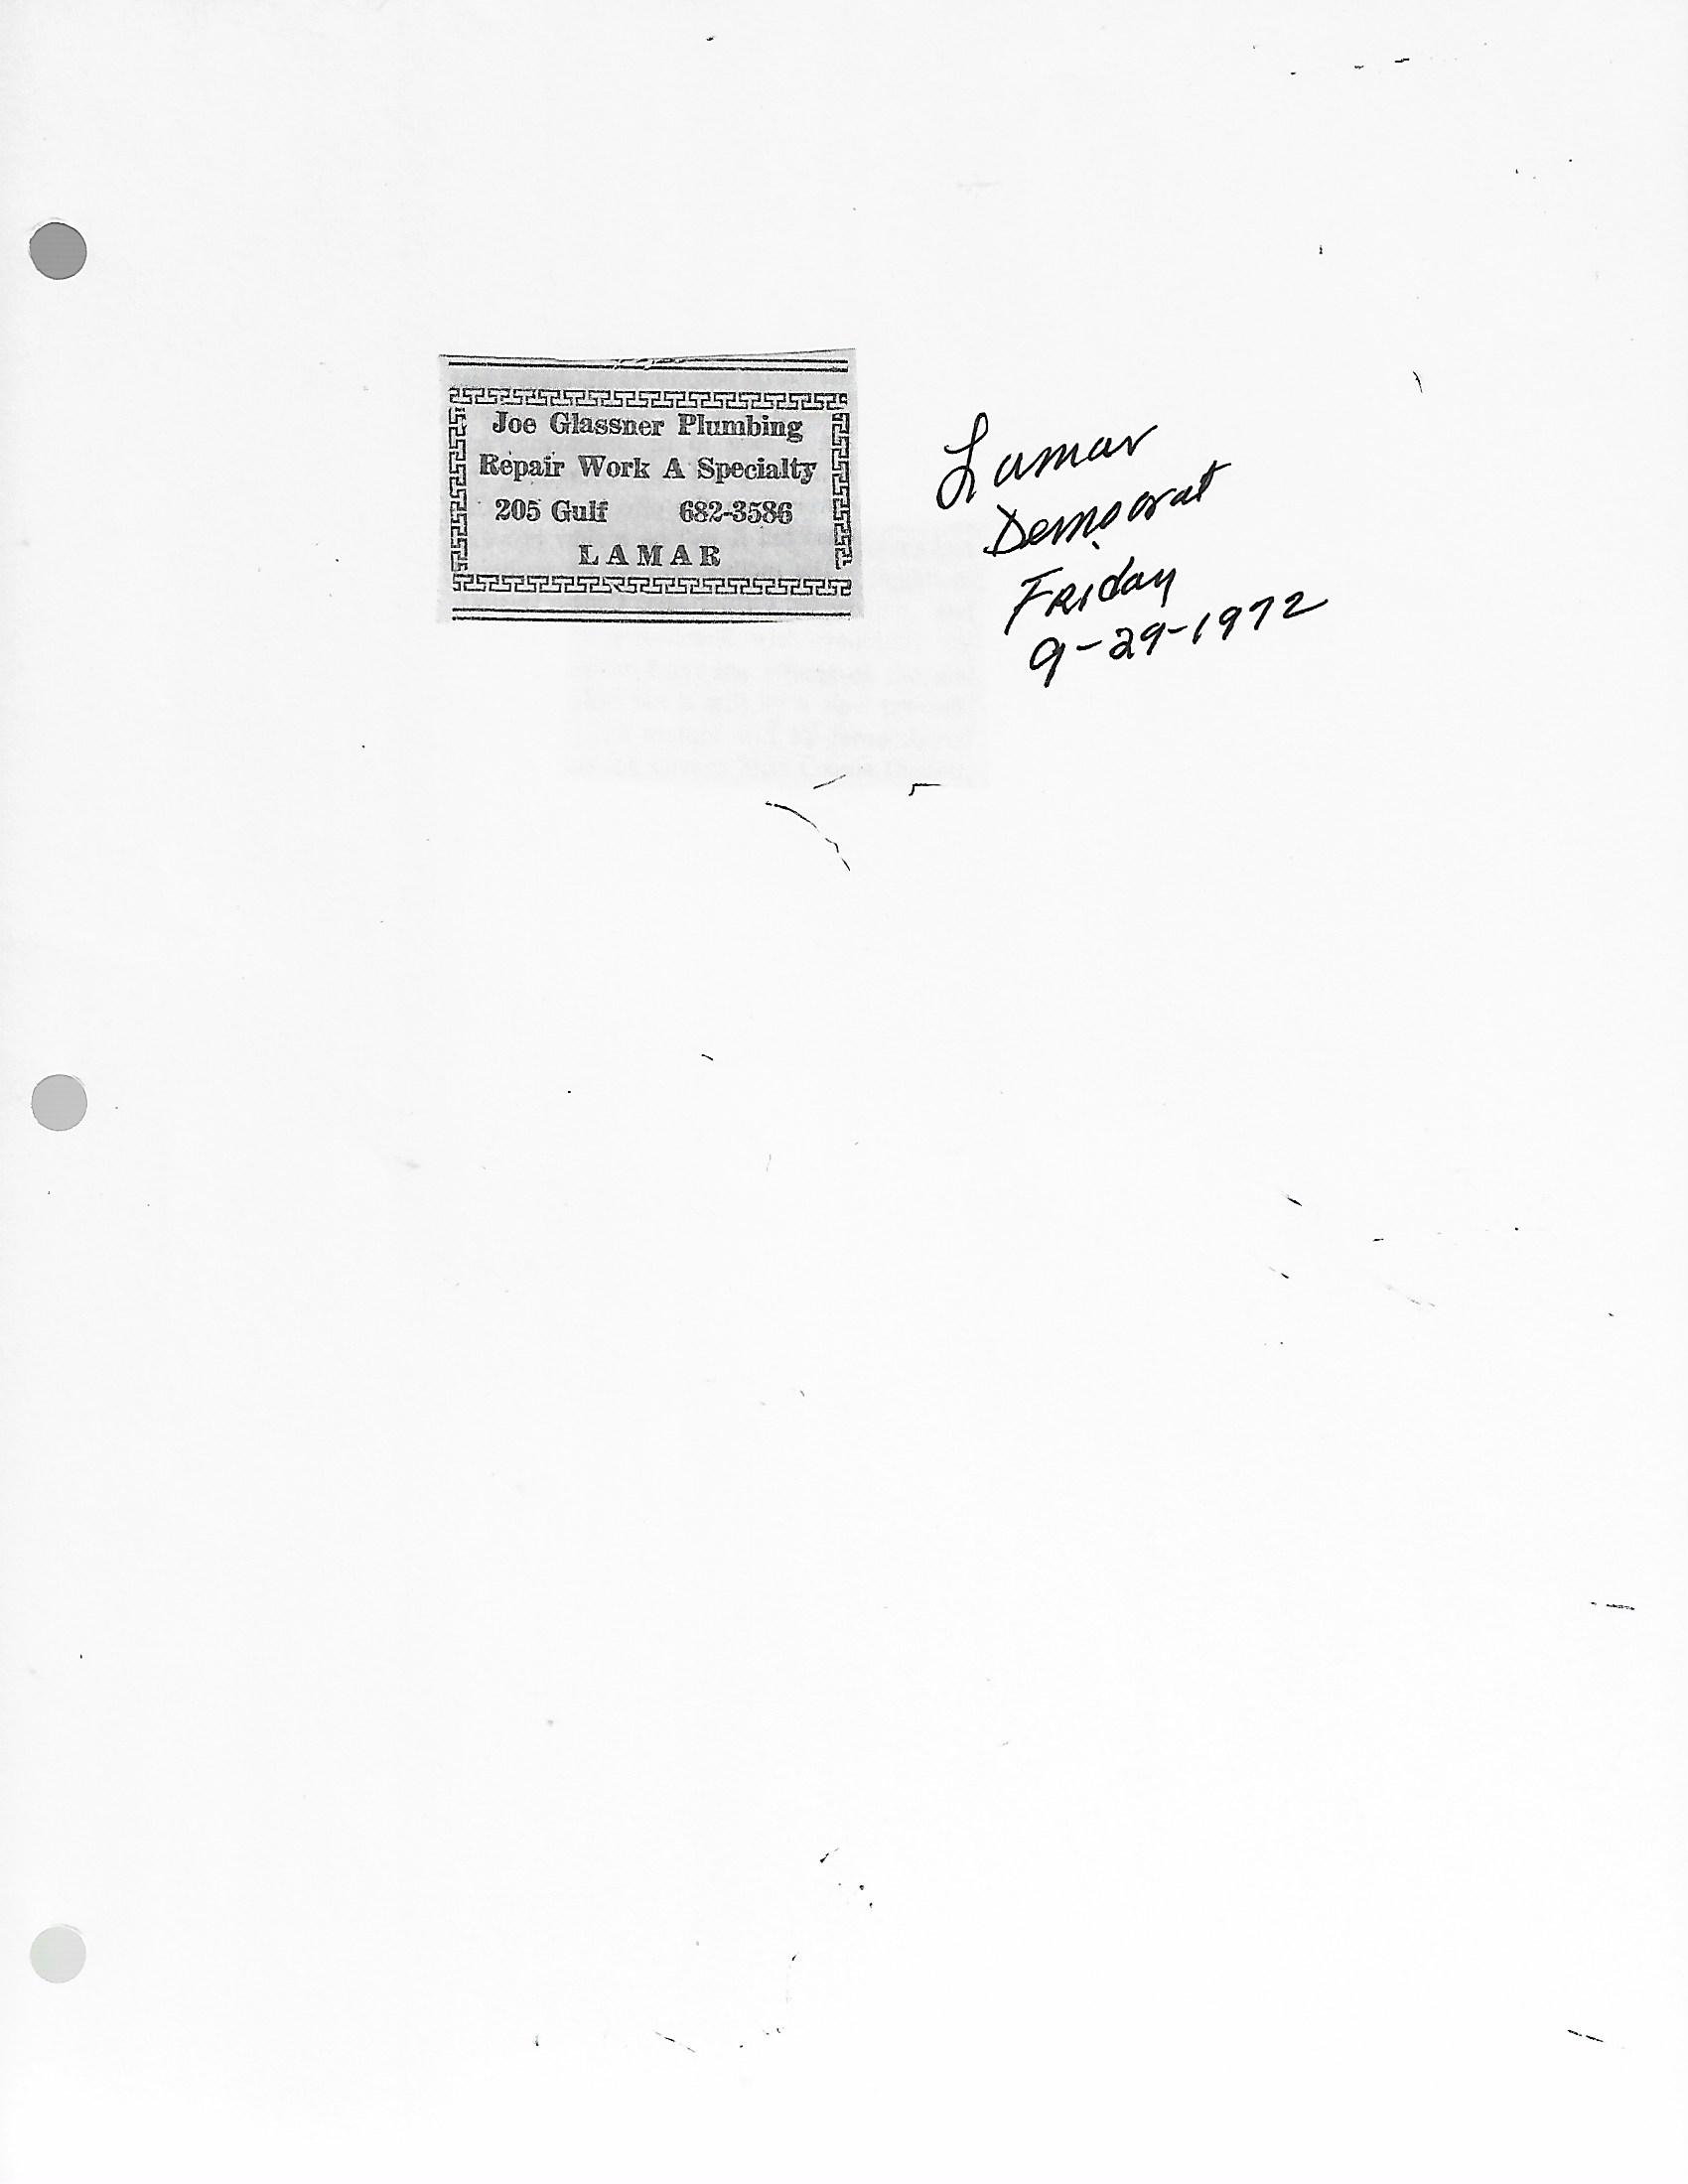 Joe Glassner Plumbing
Repair Work A Specialty
205 Gulf 682-3586
LAMAR
Lamar
Democrat
Friday
9-29-1972